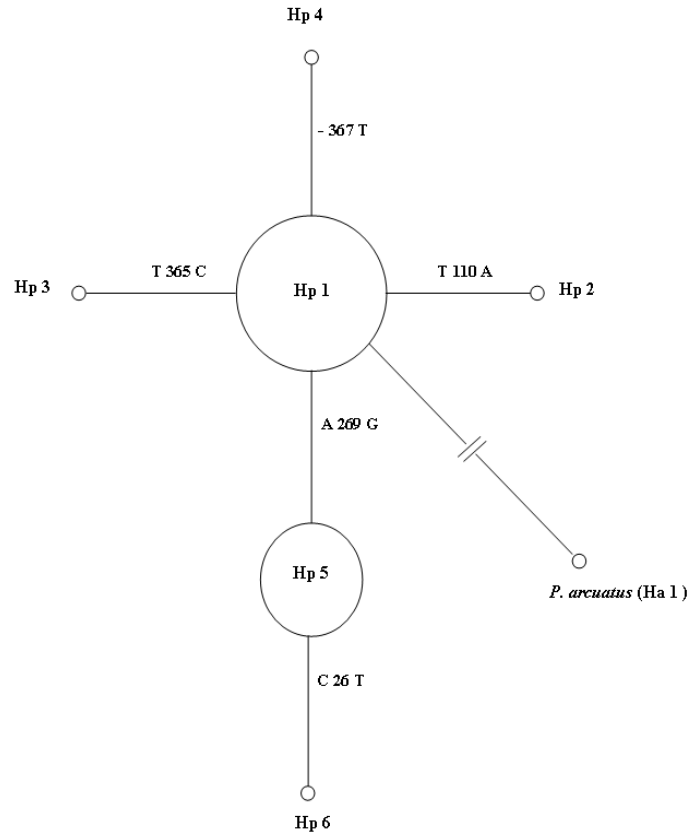 Hp 4
- 367 T
T 365 C
T 110 A
Hp 3
Hp 1
Hp 2
A 269 G
Hp 5
P. arcuatus (Ha 1 )
C 26 T
Hp 6